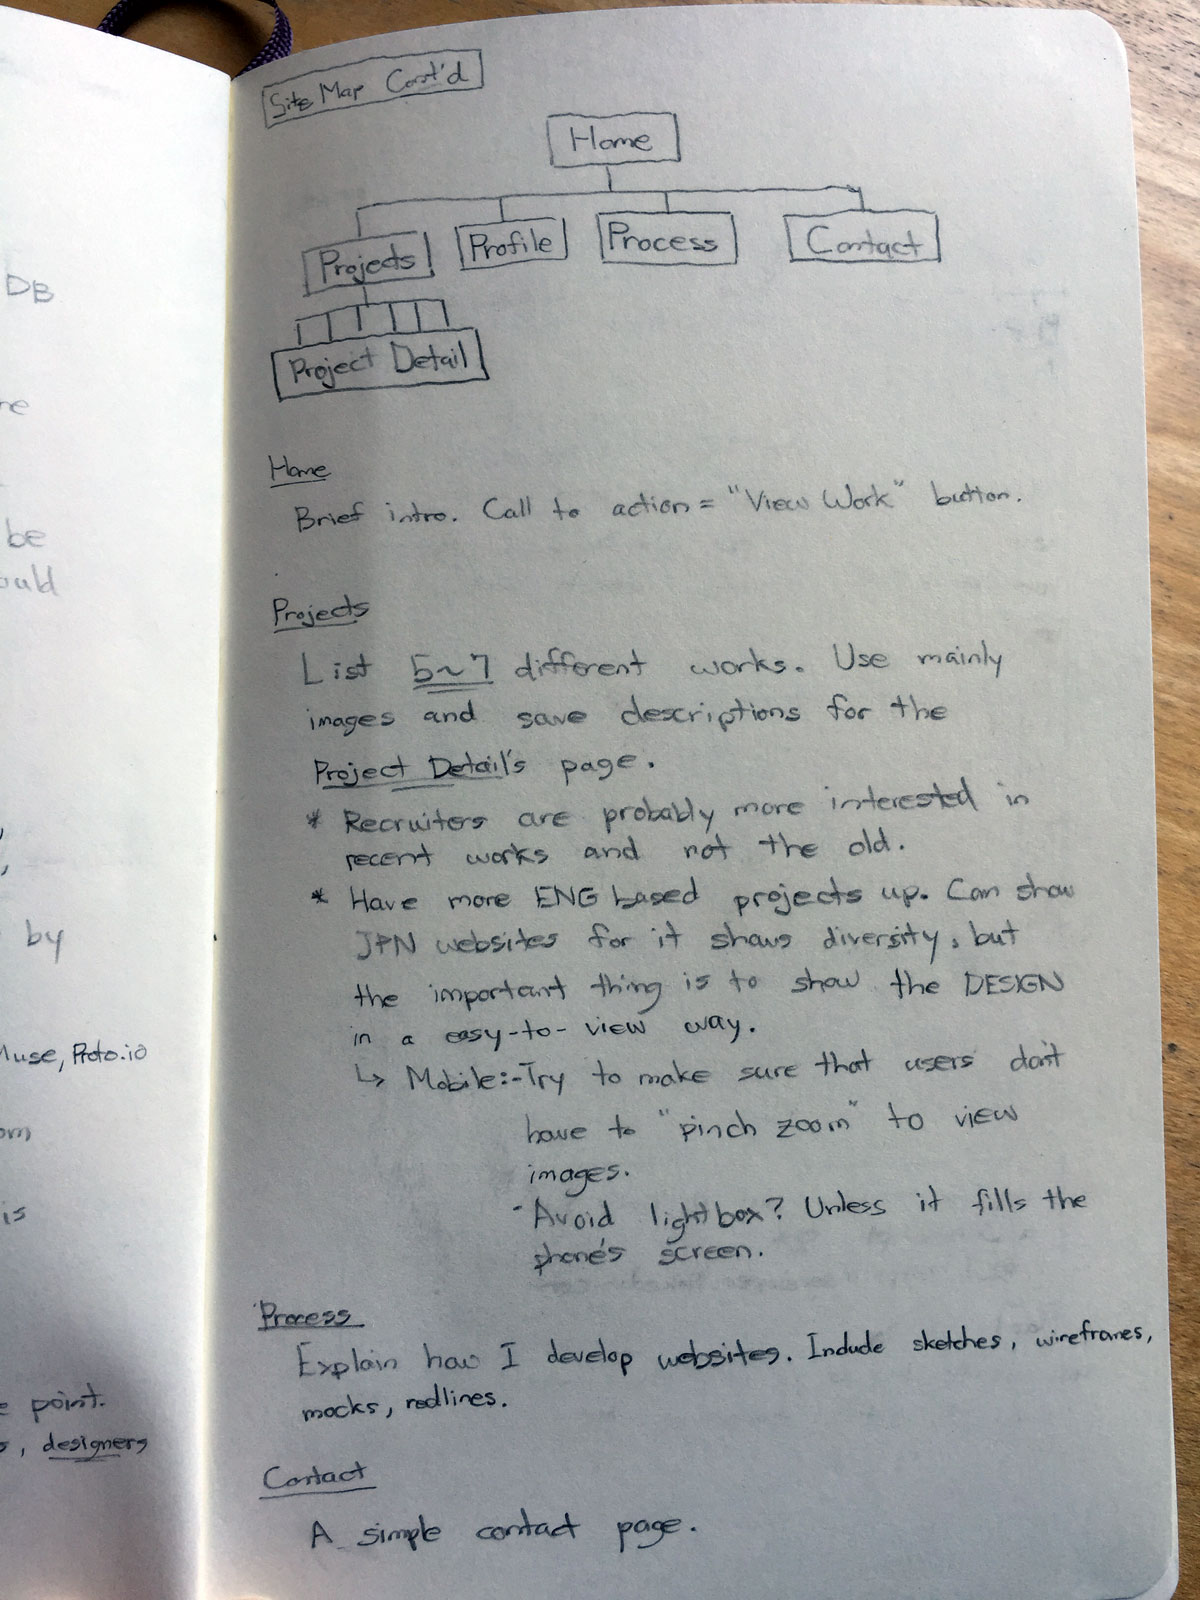 DB
be
by
Muse, Proto.io
is
point.
, designers
Site Map Cont'd
Home
Projects Profile Process Contact
Project Detail
Home
Brief intro. Call to action = "View Work" button.
Projects
List 5~7 different works. Use mainly
images and save descriptions for the
Project Detail's page.
* Recruiters are probably more interested in
recent works and not the old.
* Have more ENG based projects up. Can show
JPN websites for it shows diversity, but
the important thing is to show the DESIGN
in a easy-to-view way.
↳ Mobile:-Try to make sure that users don't
have to "pinch zoom" to view
images.
-Avoid lightbox? Unless it fills the
phone's screen.
Process
Explain how I develop websites. Include sketches, wireframes,
mocks, redlines.
Contact
A simple contact page.